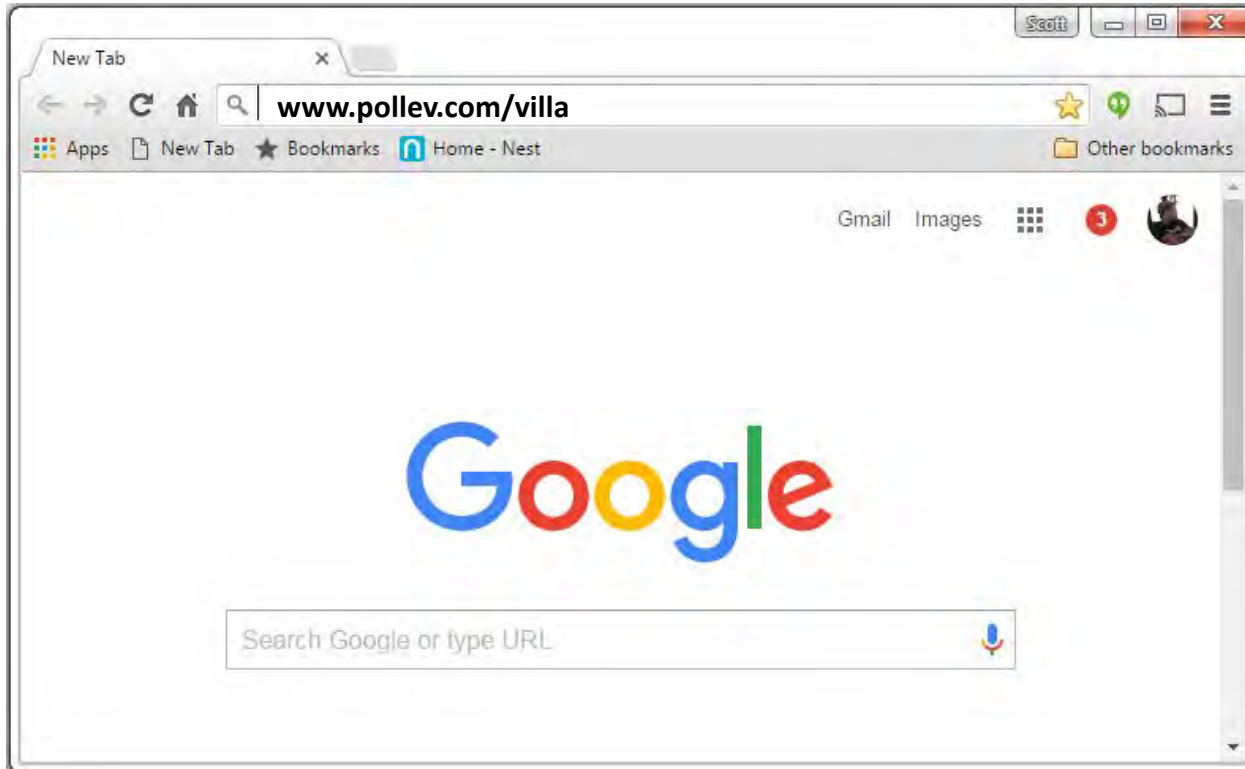 Scott
New Tab
www.pollev.com/villa
Apps New Tab Bookmarks Home - Nest Other bookmarks
Gmail Images 3
Google
Search Google or type URL